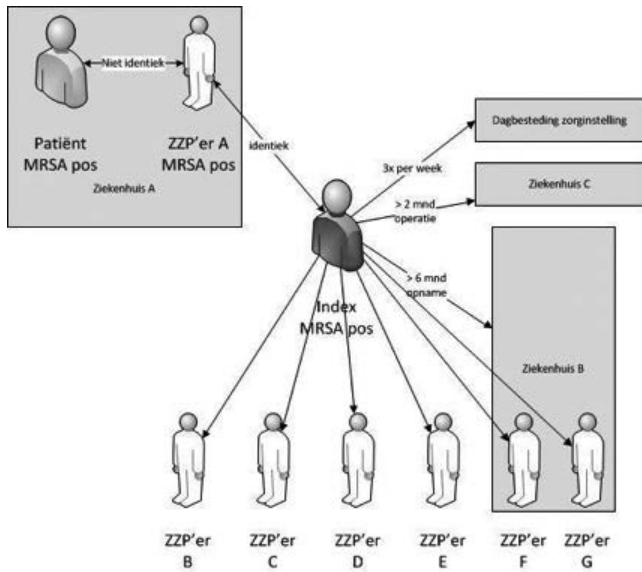 Niet identiek
Patiënt
MRSA pos
ZZP'er A
MRSA pos
Ziekenhuis A
identiek
3x per week
Dagbesteding zorginstelling
> 2 mnd
operatie
Ziekenhuis C
> 6 mnd
opname
Index
MRSA pos
Ziekenhuis B
ZZP'er
B
ZZP'er
C
ZZP'er
D
ZZP'er
E
ZZP'er
F
ZZP'er
G